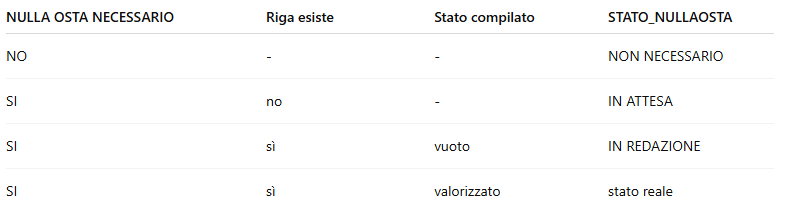 NULLA OSTA NECESSARIO Riga esiste Stato compilato STATO_NULLAOSTA
NO - - NON NECESSARIO
SI no - IN ATTESA
SI sì vuoto IN REDAZIONE
SI sì valorizzato stato reale